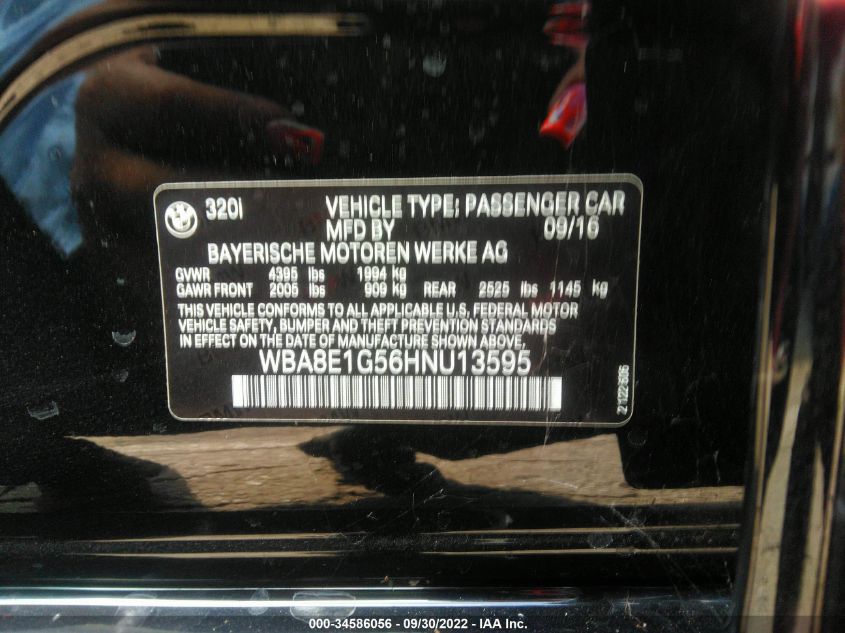 320i VEHICLE TYPE: PASSENGER CAR
MFD BY 09/16
BAYERISCHE MOTOREN WERKE AG
GVWR 4395 lbs 1994 kg
GAWR FRONT 2005 lbs 909 kg REAR 2525 lbs 1145 kg
THIS VEHICLE CONFORMS TO ALL APPLICABLE U.S. FEDERAL MOTOR
VEHICLE SAFETY, BUMPER AND THEFT PREVENTION STANDARDS
IN EFFECT ON THE DATE OF MANUFACTURE SHOWN ABOVE.
WBA8E1G56HNU13595
000-34586056 - 09/30/2022 - IAA Inc.